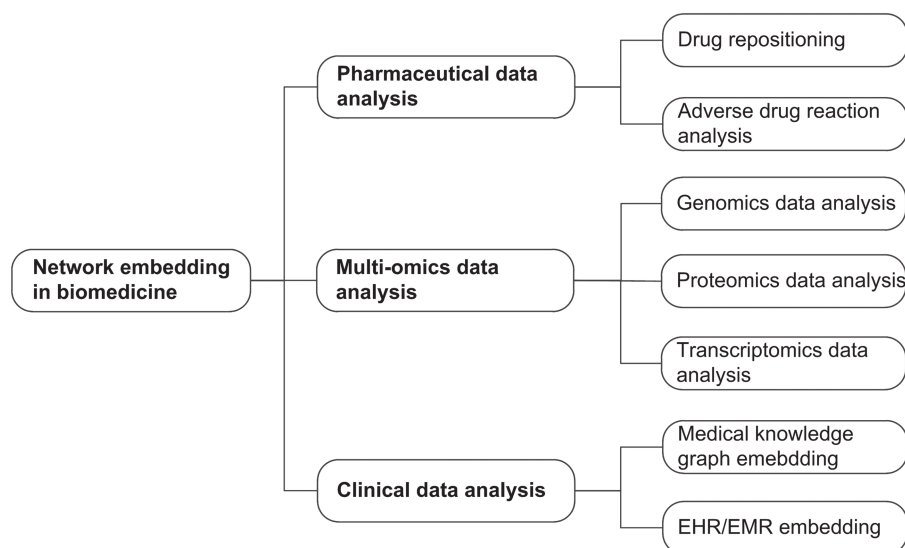 Drug repositioning
Pharmaceutical data
analysis
Adverse drug reaction
analysis
Genomics data analysis
Network embedding
in biomedicine
Multi-omics data
analysis
Proteomics data analysis
Transcriptomics data
analysis
Medical knowledge
graph emebdding
Clinical data analysis
EHR/EMR embedding